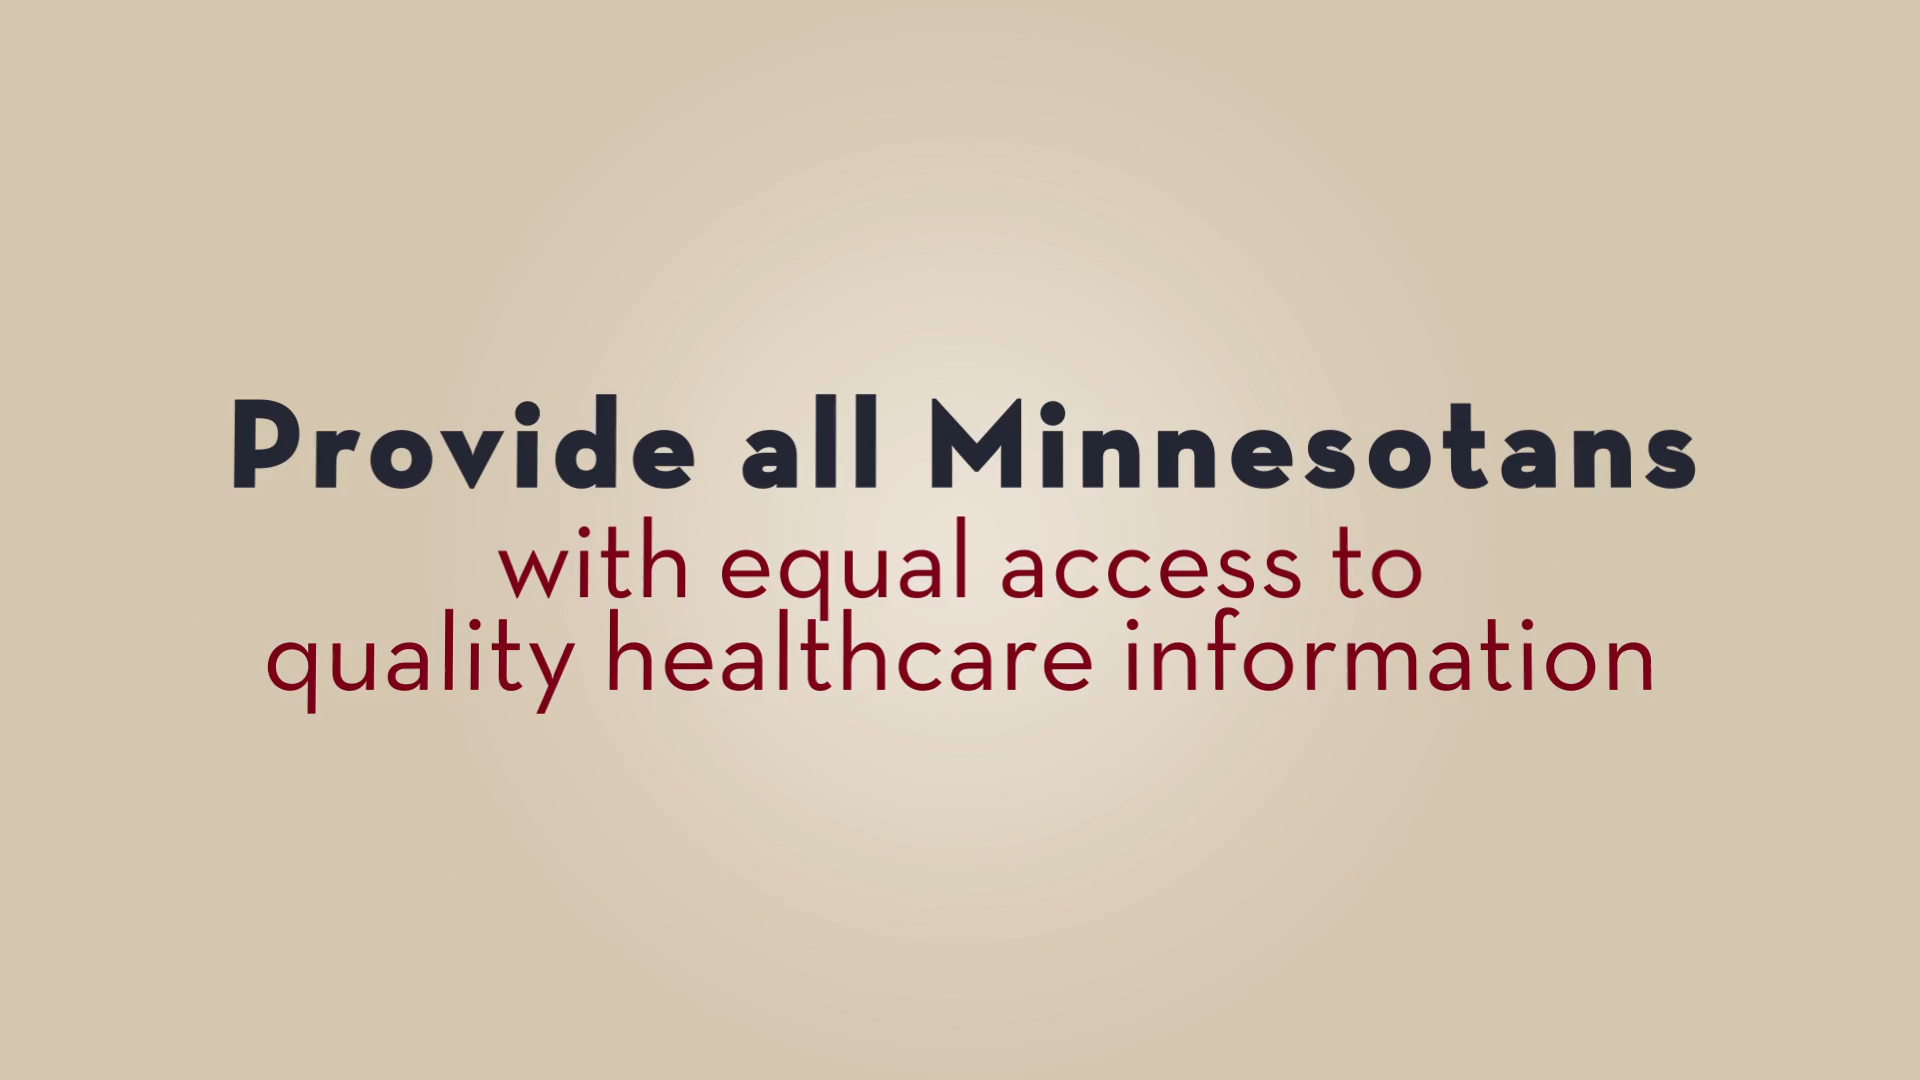 Provide all Minnesotans
with equal access to
quality healthcare information